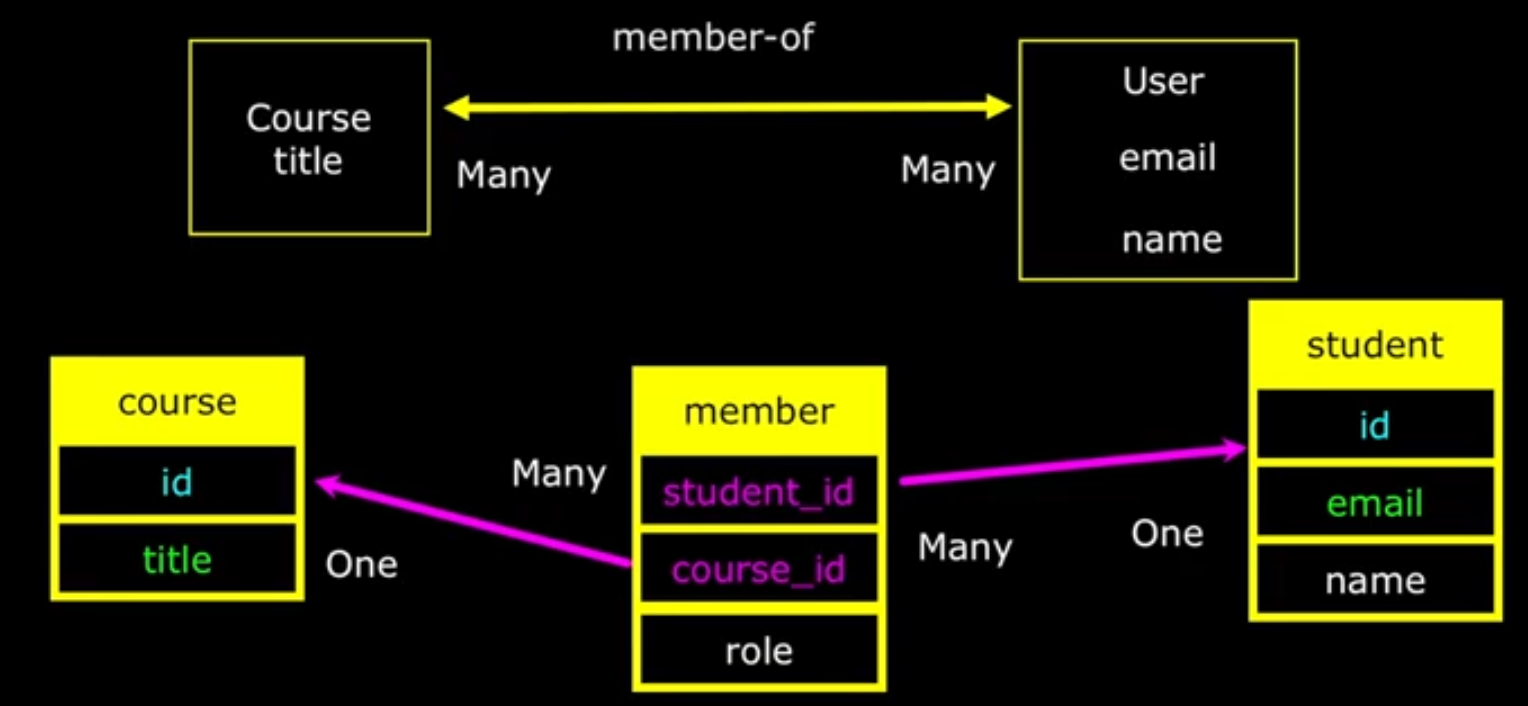 member-of
Course
title
Many
Many
User
email
name
course
id
title
One
Many
member
student_id
course_id
role
Many
One
student
id
email
name